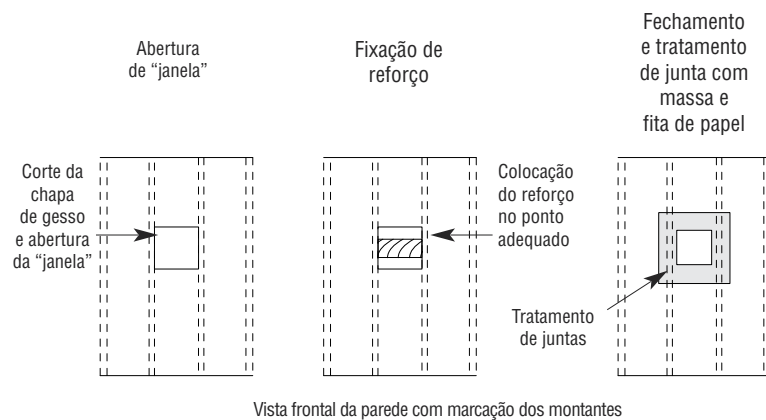 Abertura
de “janela”
Fixação de
reforço
Fechamento
e tratamento
de junta com
massa e
fita de papel
Corte da
chapa
de gesso
e abertura
da “janela”
Colocação
do reforço
no ponto
adequado
Tratamento
de juntas
Vista frontal da parede com marcação dos montantes